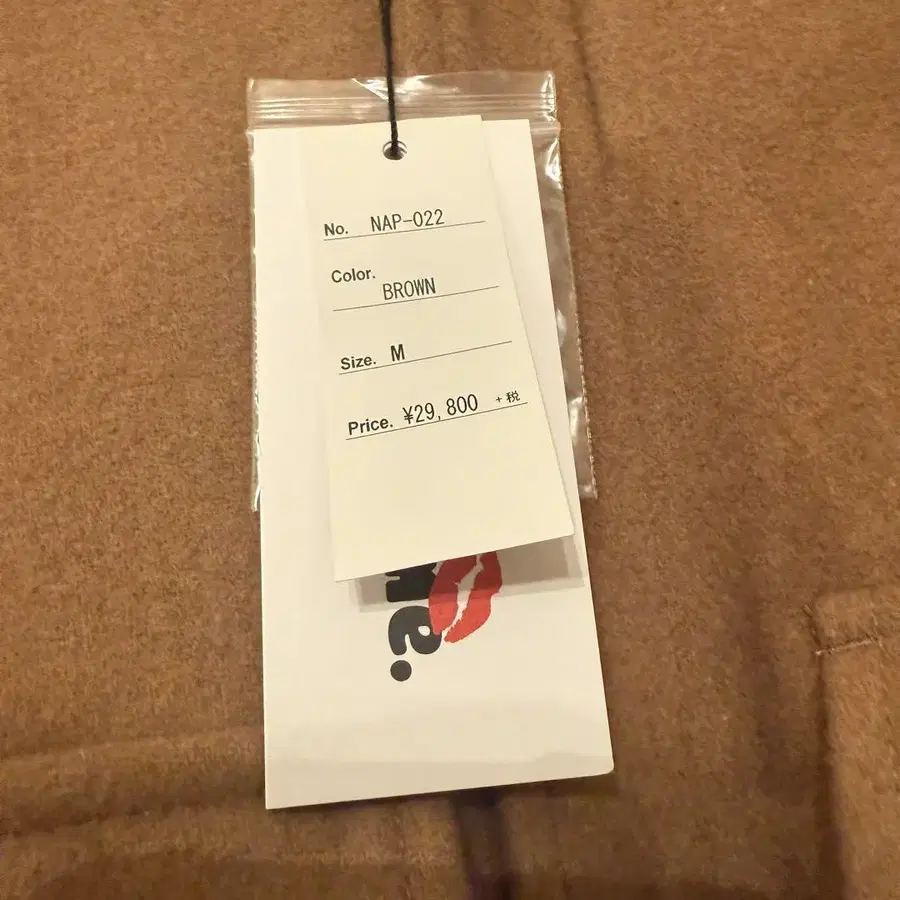 No. NAP-022
Color.
BROWN
Size. M
Price. ¥29,800 +税